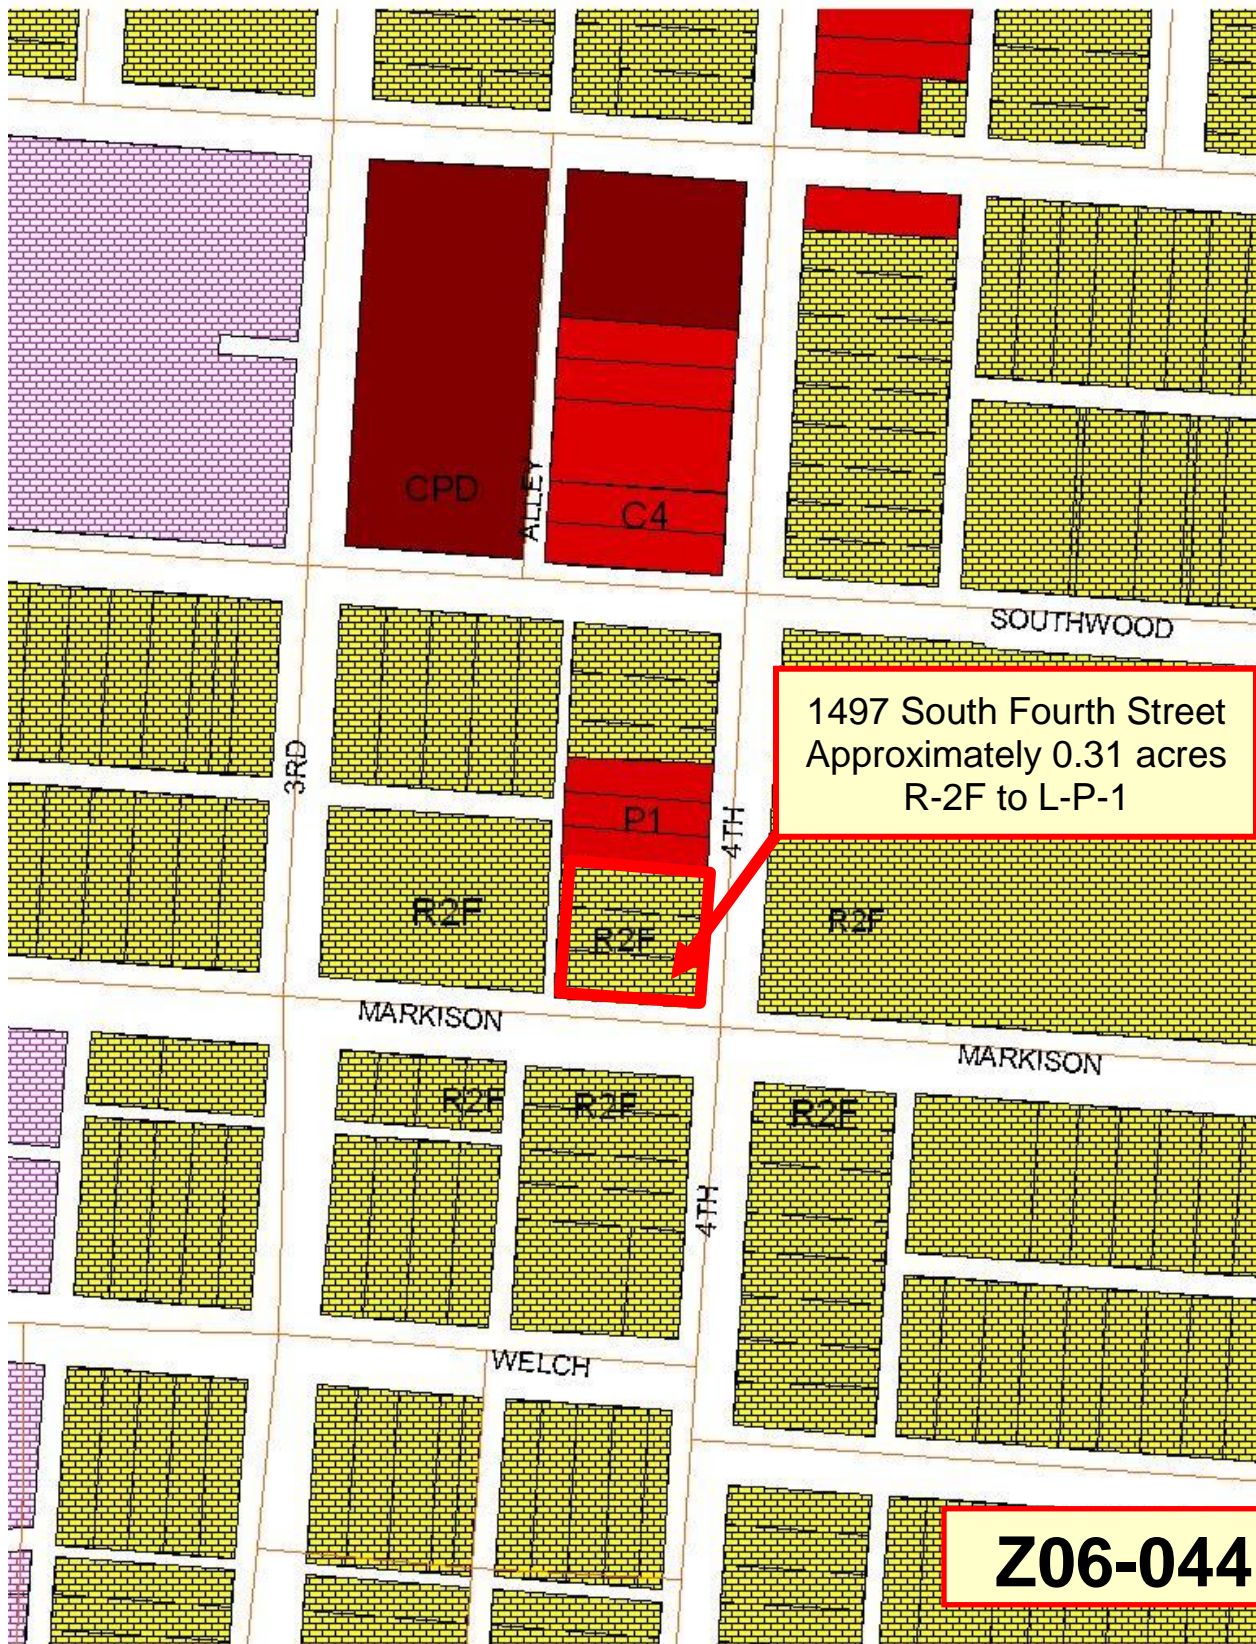 CPD
ALLEY
C4
SOUTHWOOD
1497 South Fourth Street
Approximately 0.31 acres
R-2F to L-P-1
3RD
P1
4TH
R2F
R2F
R2F
MARKISON
MARKISON
R2F
R2F
R2F
4TH
WELCH
Z06-044